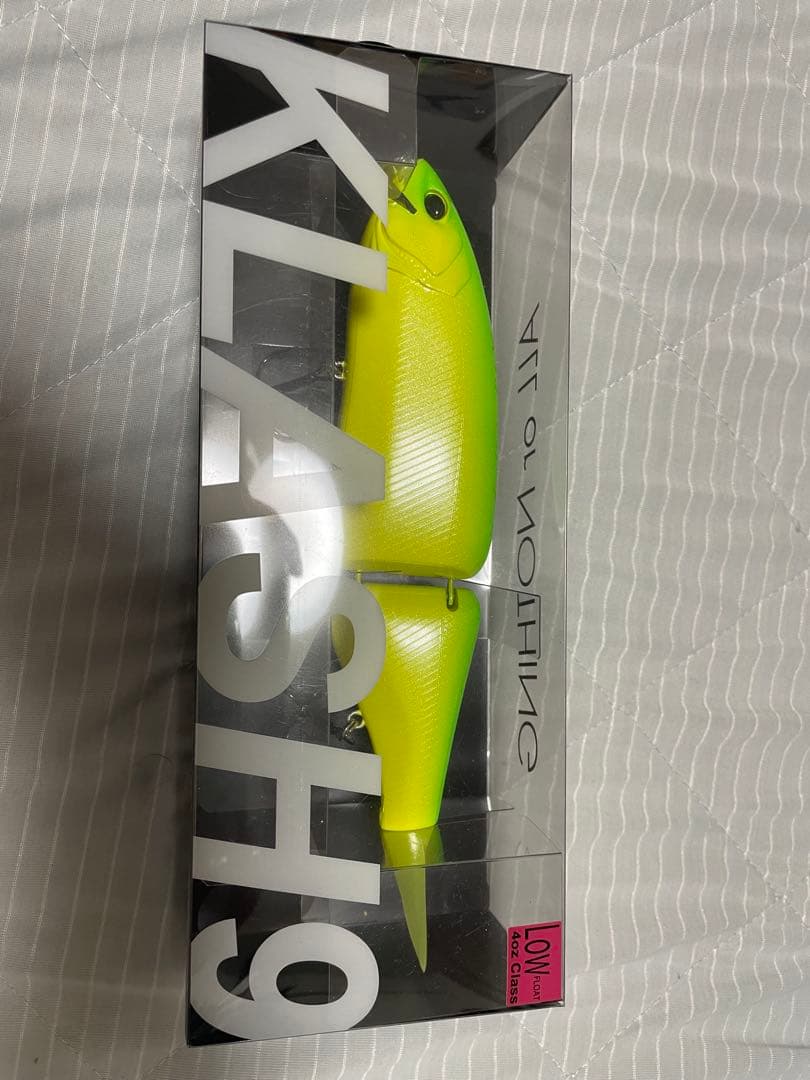 KLASH9
ALL or NOTHING
LOW FLOAT
4oz Class